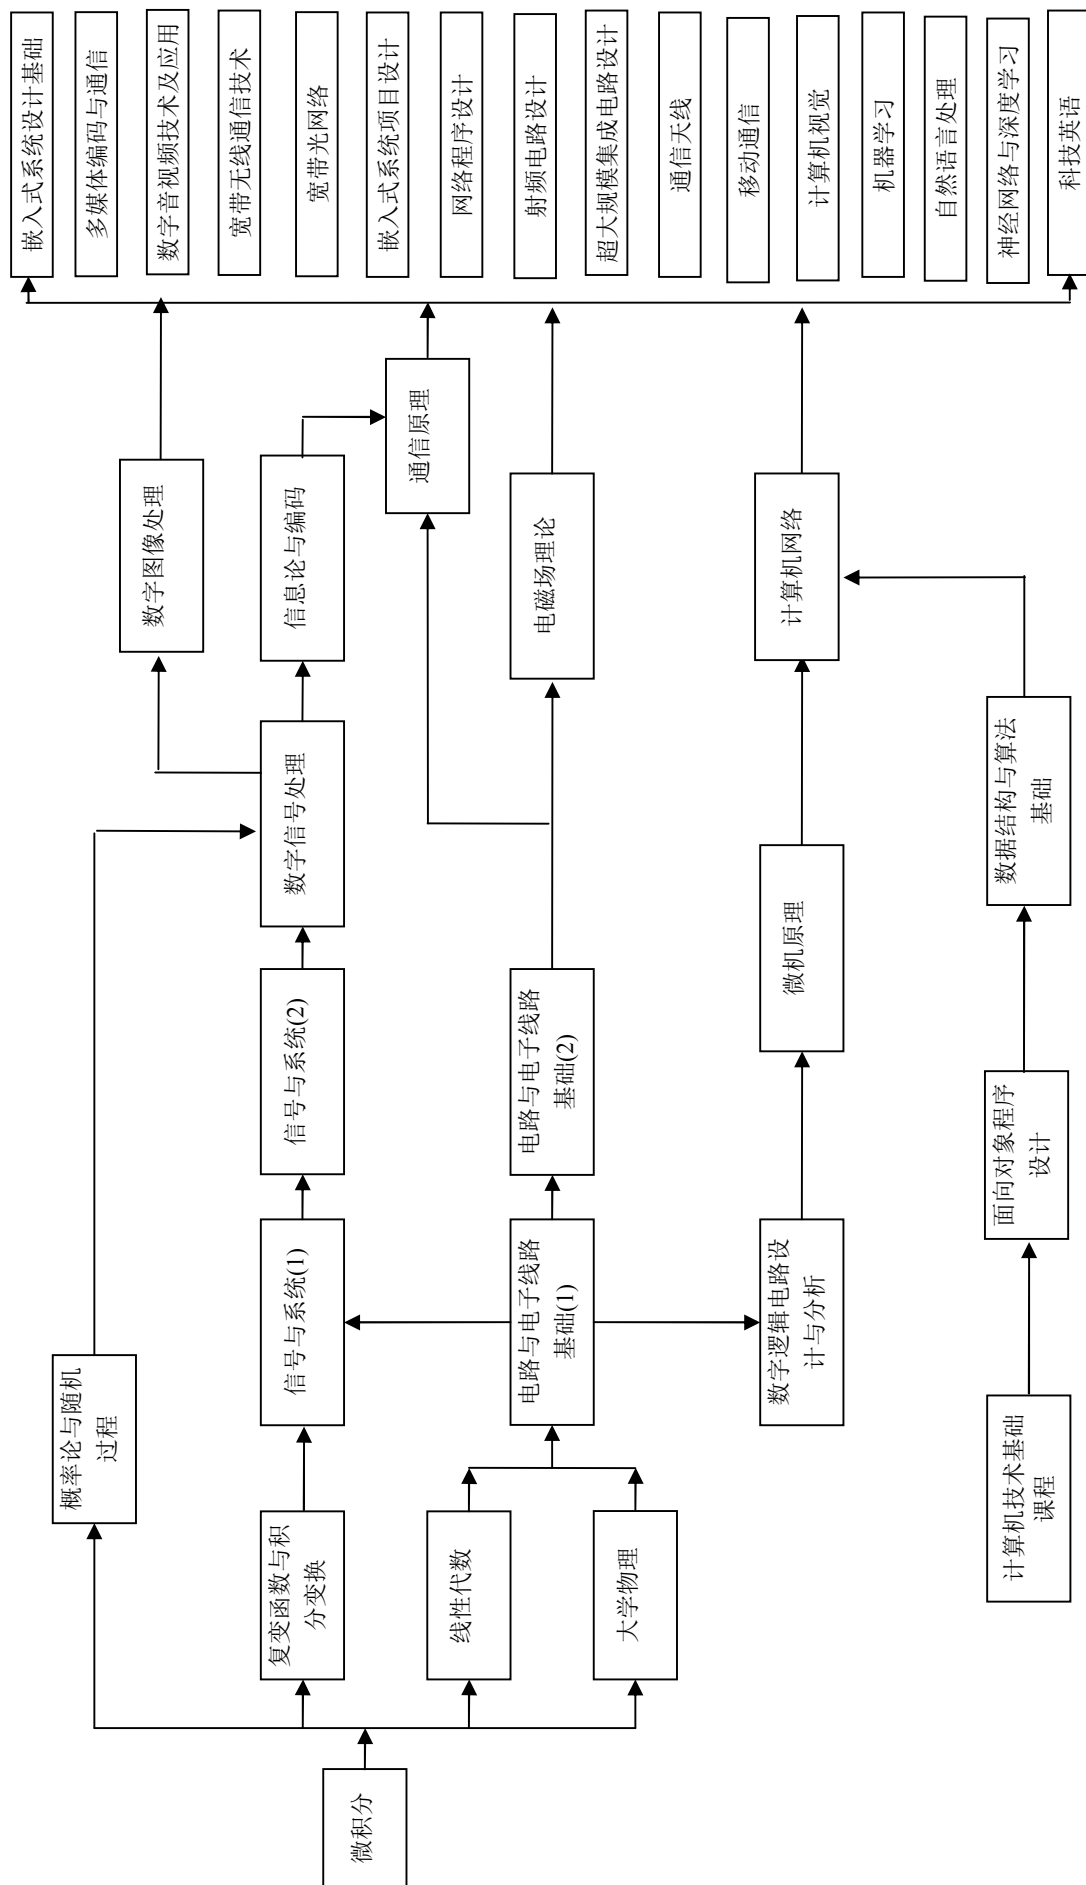 嵌入式系统设计基础
多媒体编码与通信
数字音视频技术及应用
宽带无线通信技术
宽带光网络
嵌入式系统项目设计
网络程序设计
射频电路设计
超大规模集成电路设计
通信天线
移动通信
计算机视觉
机器学习
自然语言处理
神经网络与深度学习
科技英语
数字图像处理
信息论与编码
通信原理
电磁场理论
计算机网络
数字信号处理
数据结构与算法
基础
微机原理
信号与系统(2)
电路与电子线路
基础(2)
面向对象程序
设计
信号与系统(1)
电路与电子线路
基础(1)
数字逻辑电路设
计与分析
概率论与随机
过程
计算机技术基础
课程
复变函数与积
分变换
线性代数
大学物理
微积分